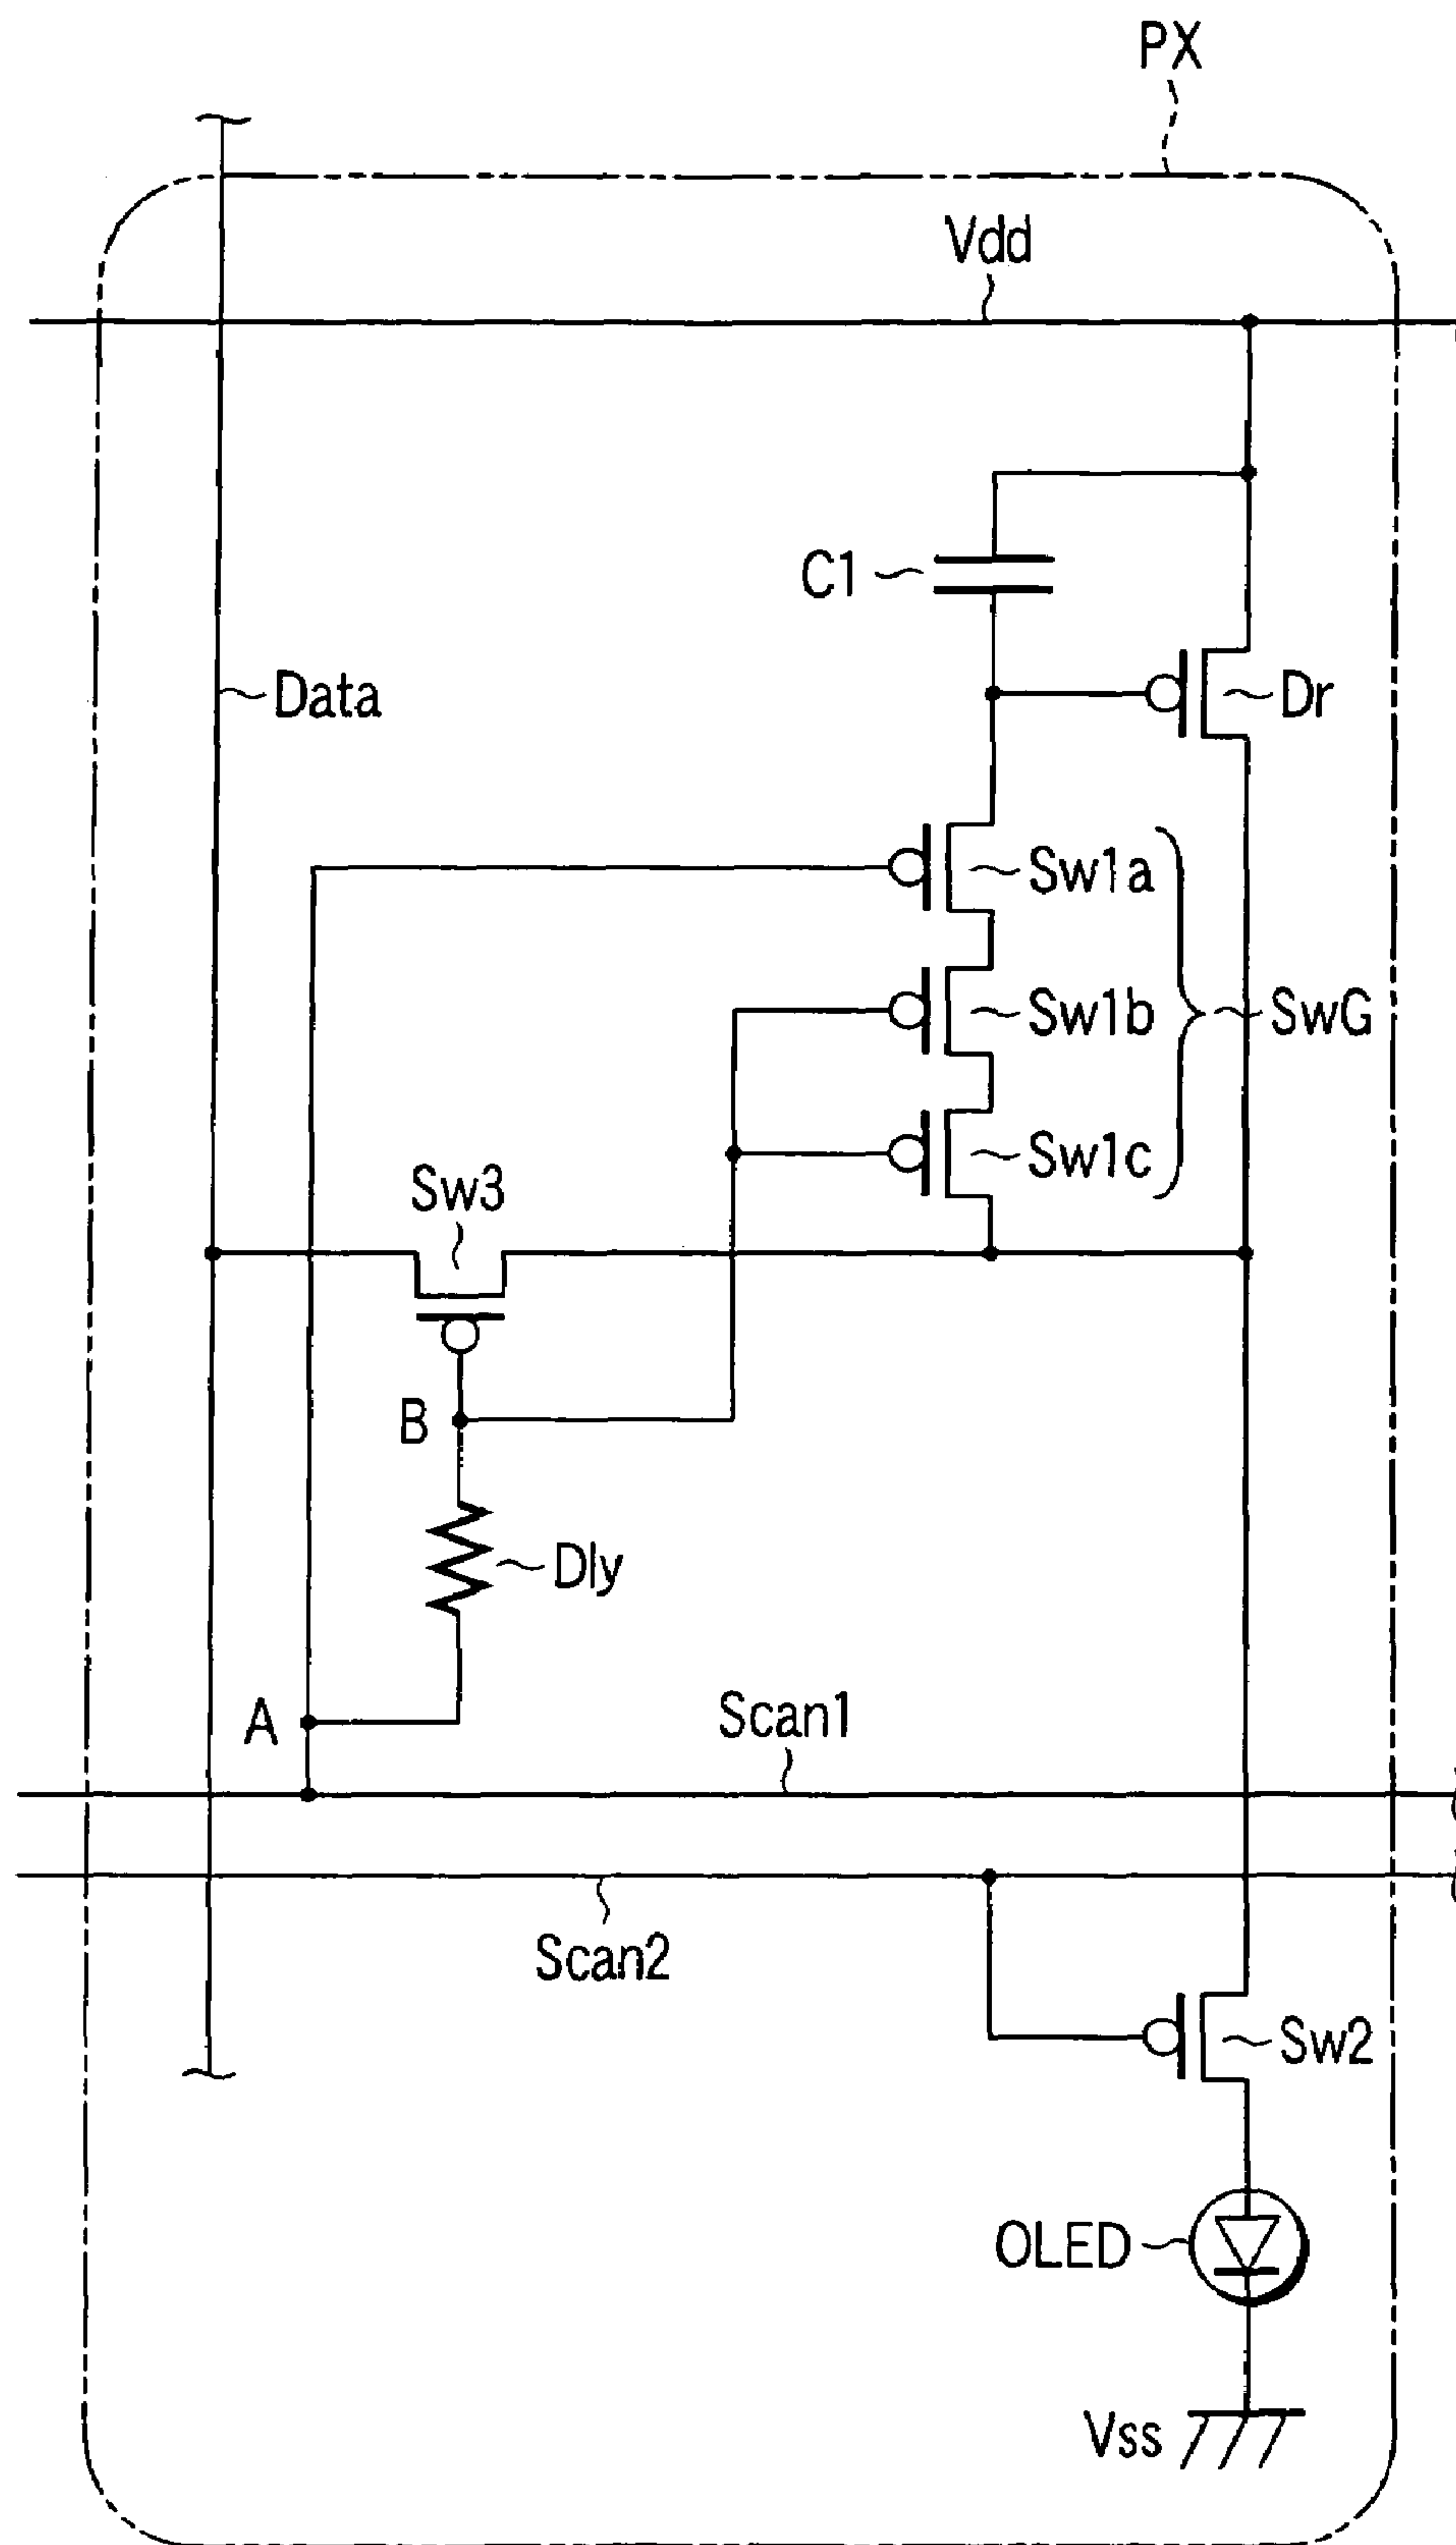 PX
Vdd
C1
Data
Dr
Sw1a
Sw1b
SwG
Sw1c
Sw3
B
Dly
A
Scan1
Scan2
Sw2
OLED
Vss